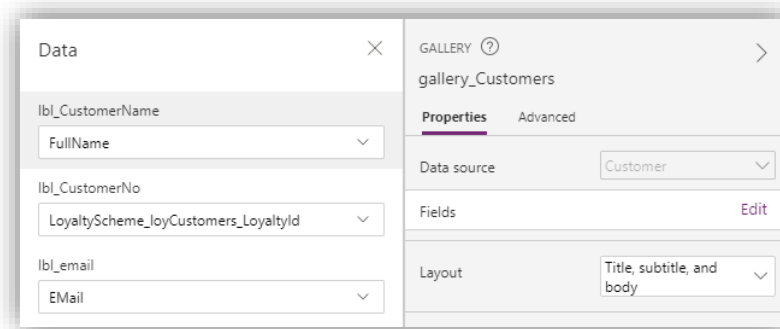 Data
lbl_CustomerName
FullName
lbl_CustomerNo
LoyaltyScheme_loyCustomers_LoyaltyId
lbl_email
EMail
GALLERY ?
gallery_Customers
Properties Advanced
Data source Customer
Fields Edit
Layout Title, subtitle, and
body